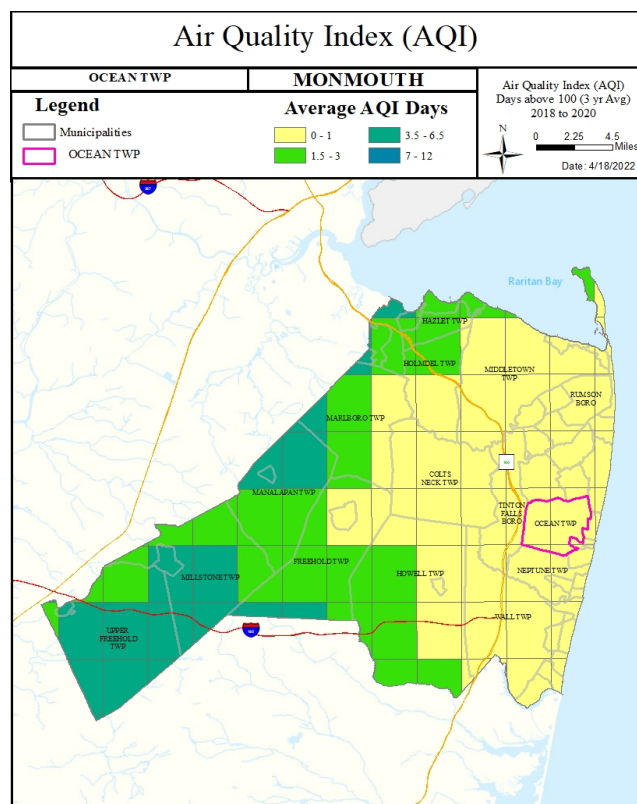 Air Quality Index (AQI)
OCEAN TWP
MONMOUTH
Legend
Municipalities
OCEAN TWP
Average AQI Days
0 - 1
3.5 - 6.5
1.5 - 3
7 - 12
Air Quality Index (AQI)
Days above 100 (3 yr Avg)
2018 to 2020
N
0 2.25 4.5
Miles
Date: 4/18/2022
Raritan Bay
HAZLET TWP
HOLMDEL TWP
MIDDLETOWN
TWP
RUMSON
BORO
MARLBORO TWP
COLTS
NECK TWP
MANALAPAN TWP
TINTON
FALLS
BORO
OCEAN TWP
FREEHOLD TWP
HOWELL TWP
NEPTUNE TWP
MILLSTONE TWP
WALL TWP
UPPER
FREEHOLD
TWP